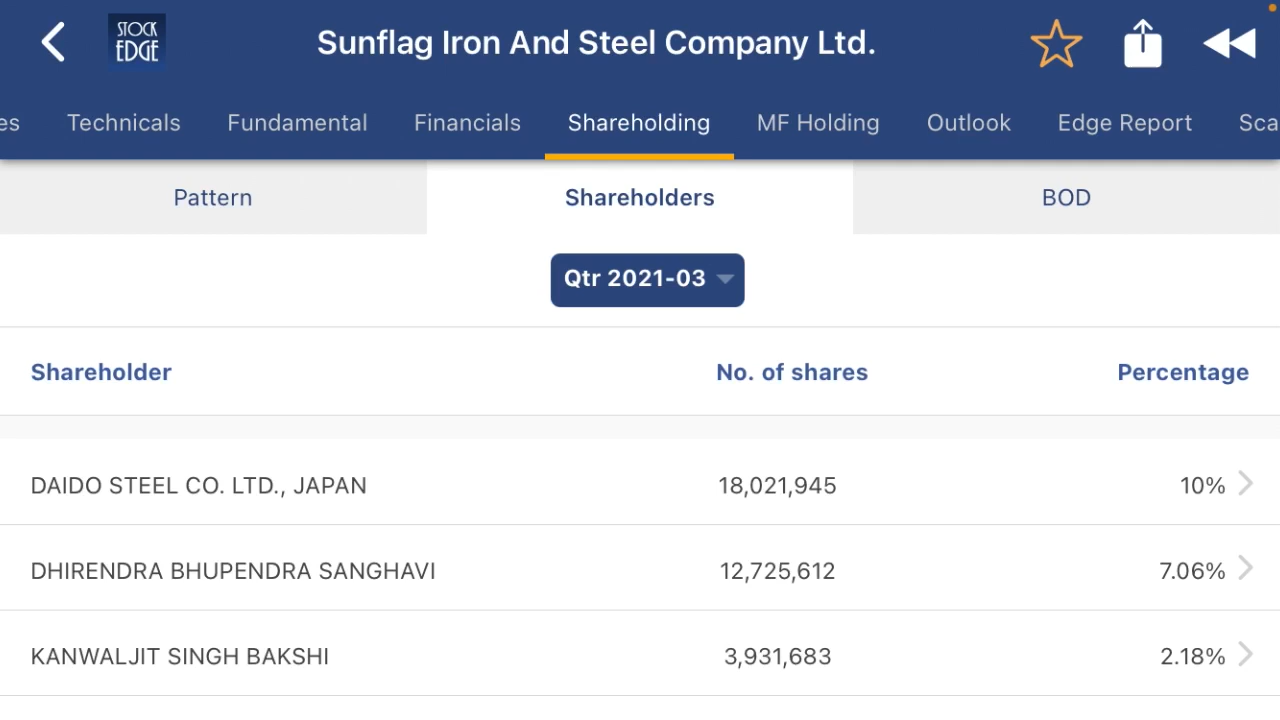 STOCK EDGE
Sunflag Iron And Steel Company Ltd.
es Technicals Fundamental Financials Shareholding MF Holding Outlook Edge Report Sca
Pattern Shareholders BOD
Qtr 2021-03
Shareholder No. of shares Percentage
DAIDO STEEL CO. LTD., JAPAN 18,021,945 10%
DHIRENDRA BHUPENDRA SANGHAVI 12,725,612 7.06%
KANWALJIT SINGH BAKSHI 3,931,683 2.18%